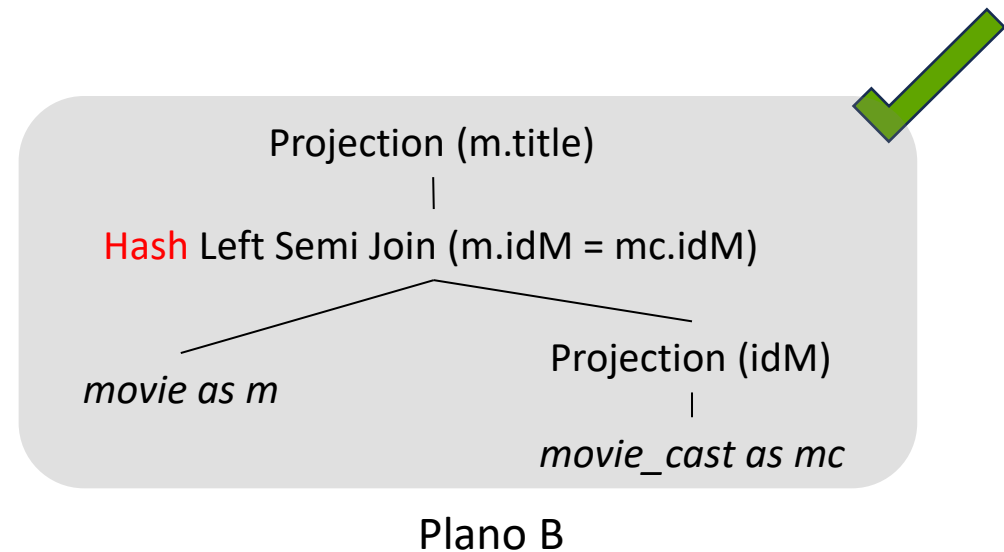 Projection (m.title)
Hash Left Semi Join (m.idM = mc.idM)
movie as m
Projection (idM)
movie_cast as mc
Plano B